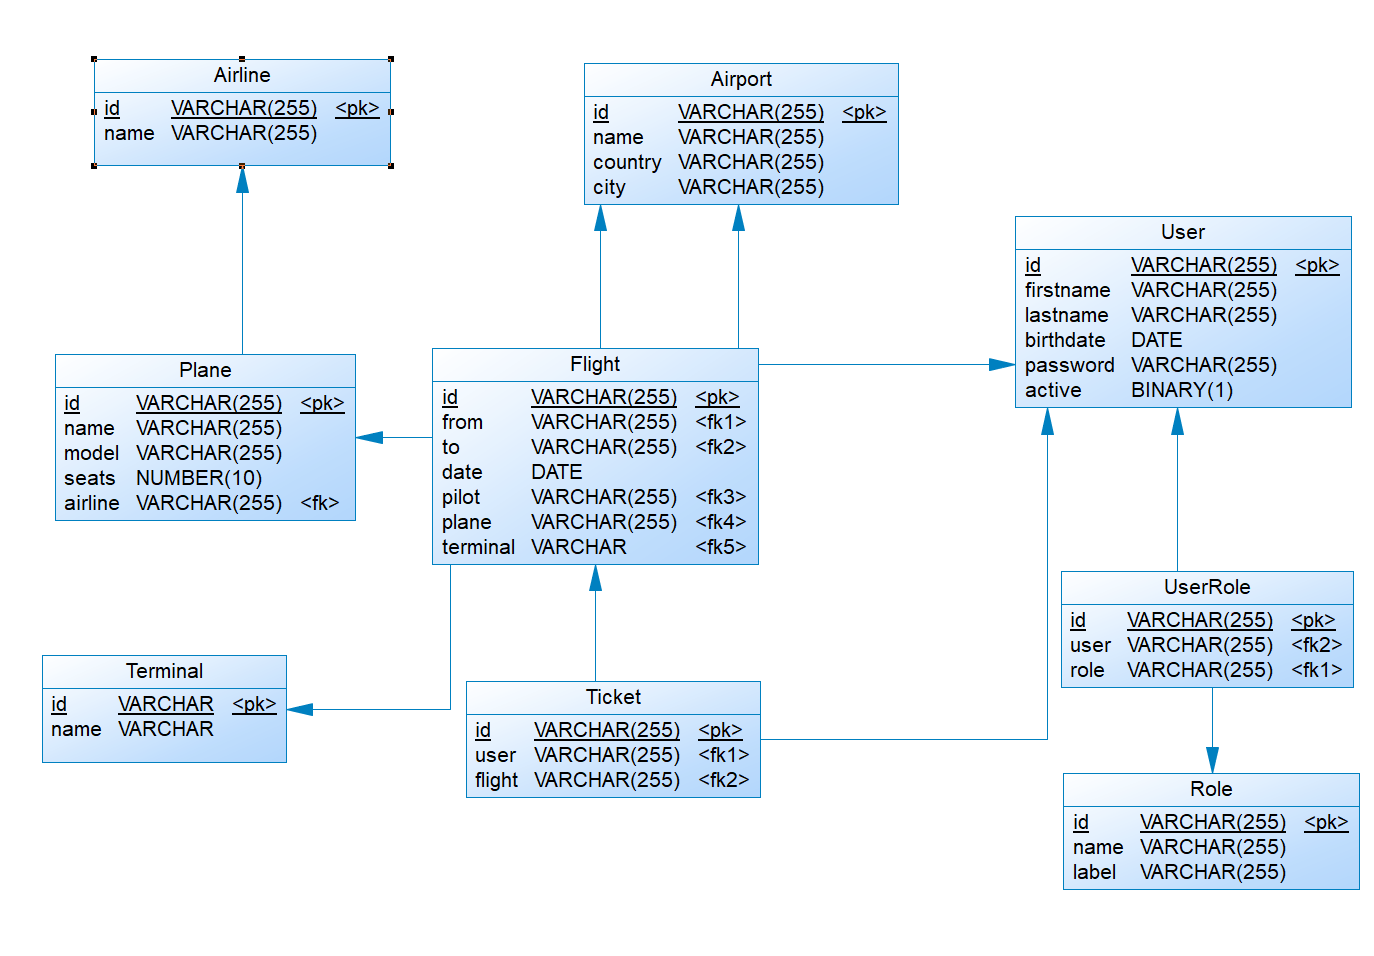 Airline
id VARCHAR(255) <pk>
name VARCHAR(255)
Airport
id VARCHAR(255) <pk>
name VARCHAR(255)
country VARCHAR(255)
city VARCHAR(255)
User
id VARCHAR(255) <pk>
firstname VARCHAR(255)
lastname VARCHAR(255)
birthdate DATE
password VARCHAR(255)
active BINARY(1)
Plane
id VARCHAR(255) <pk>
name VARCHAR(255)
model VARCHAR(255)
seats NUMBER(10)
airline VARCHAR(255) <fk>
Flight
id VARCHAR(255) <pk>
from VARCHAR(255) <fk1>
to VARCHAR(255) <fk2>
date DATE
pilot VARCHAR(255) <fk3>
plane VARCHAR(255) <fk4>
terminal VARCHAR <fk5>
UserRole
id VARCHAR(255) <pk>
user VARCHAR(255) <fk2>
role VARCHAR(255) <fk1>
Terminal
id VARCHAR <pk>
name VARCHAR
Ticket
id VARCHAR(255) <pk>
user VARCHAR(255) <fk1>
flight VARCHAR(255) <fk2>
Role
id VARCHAR(255) <pk>
name VARCHAR(255)
label VARCHAR(255)